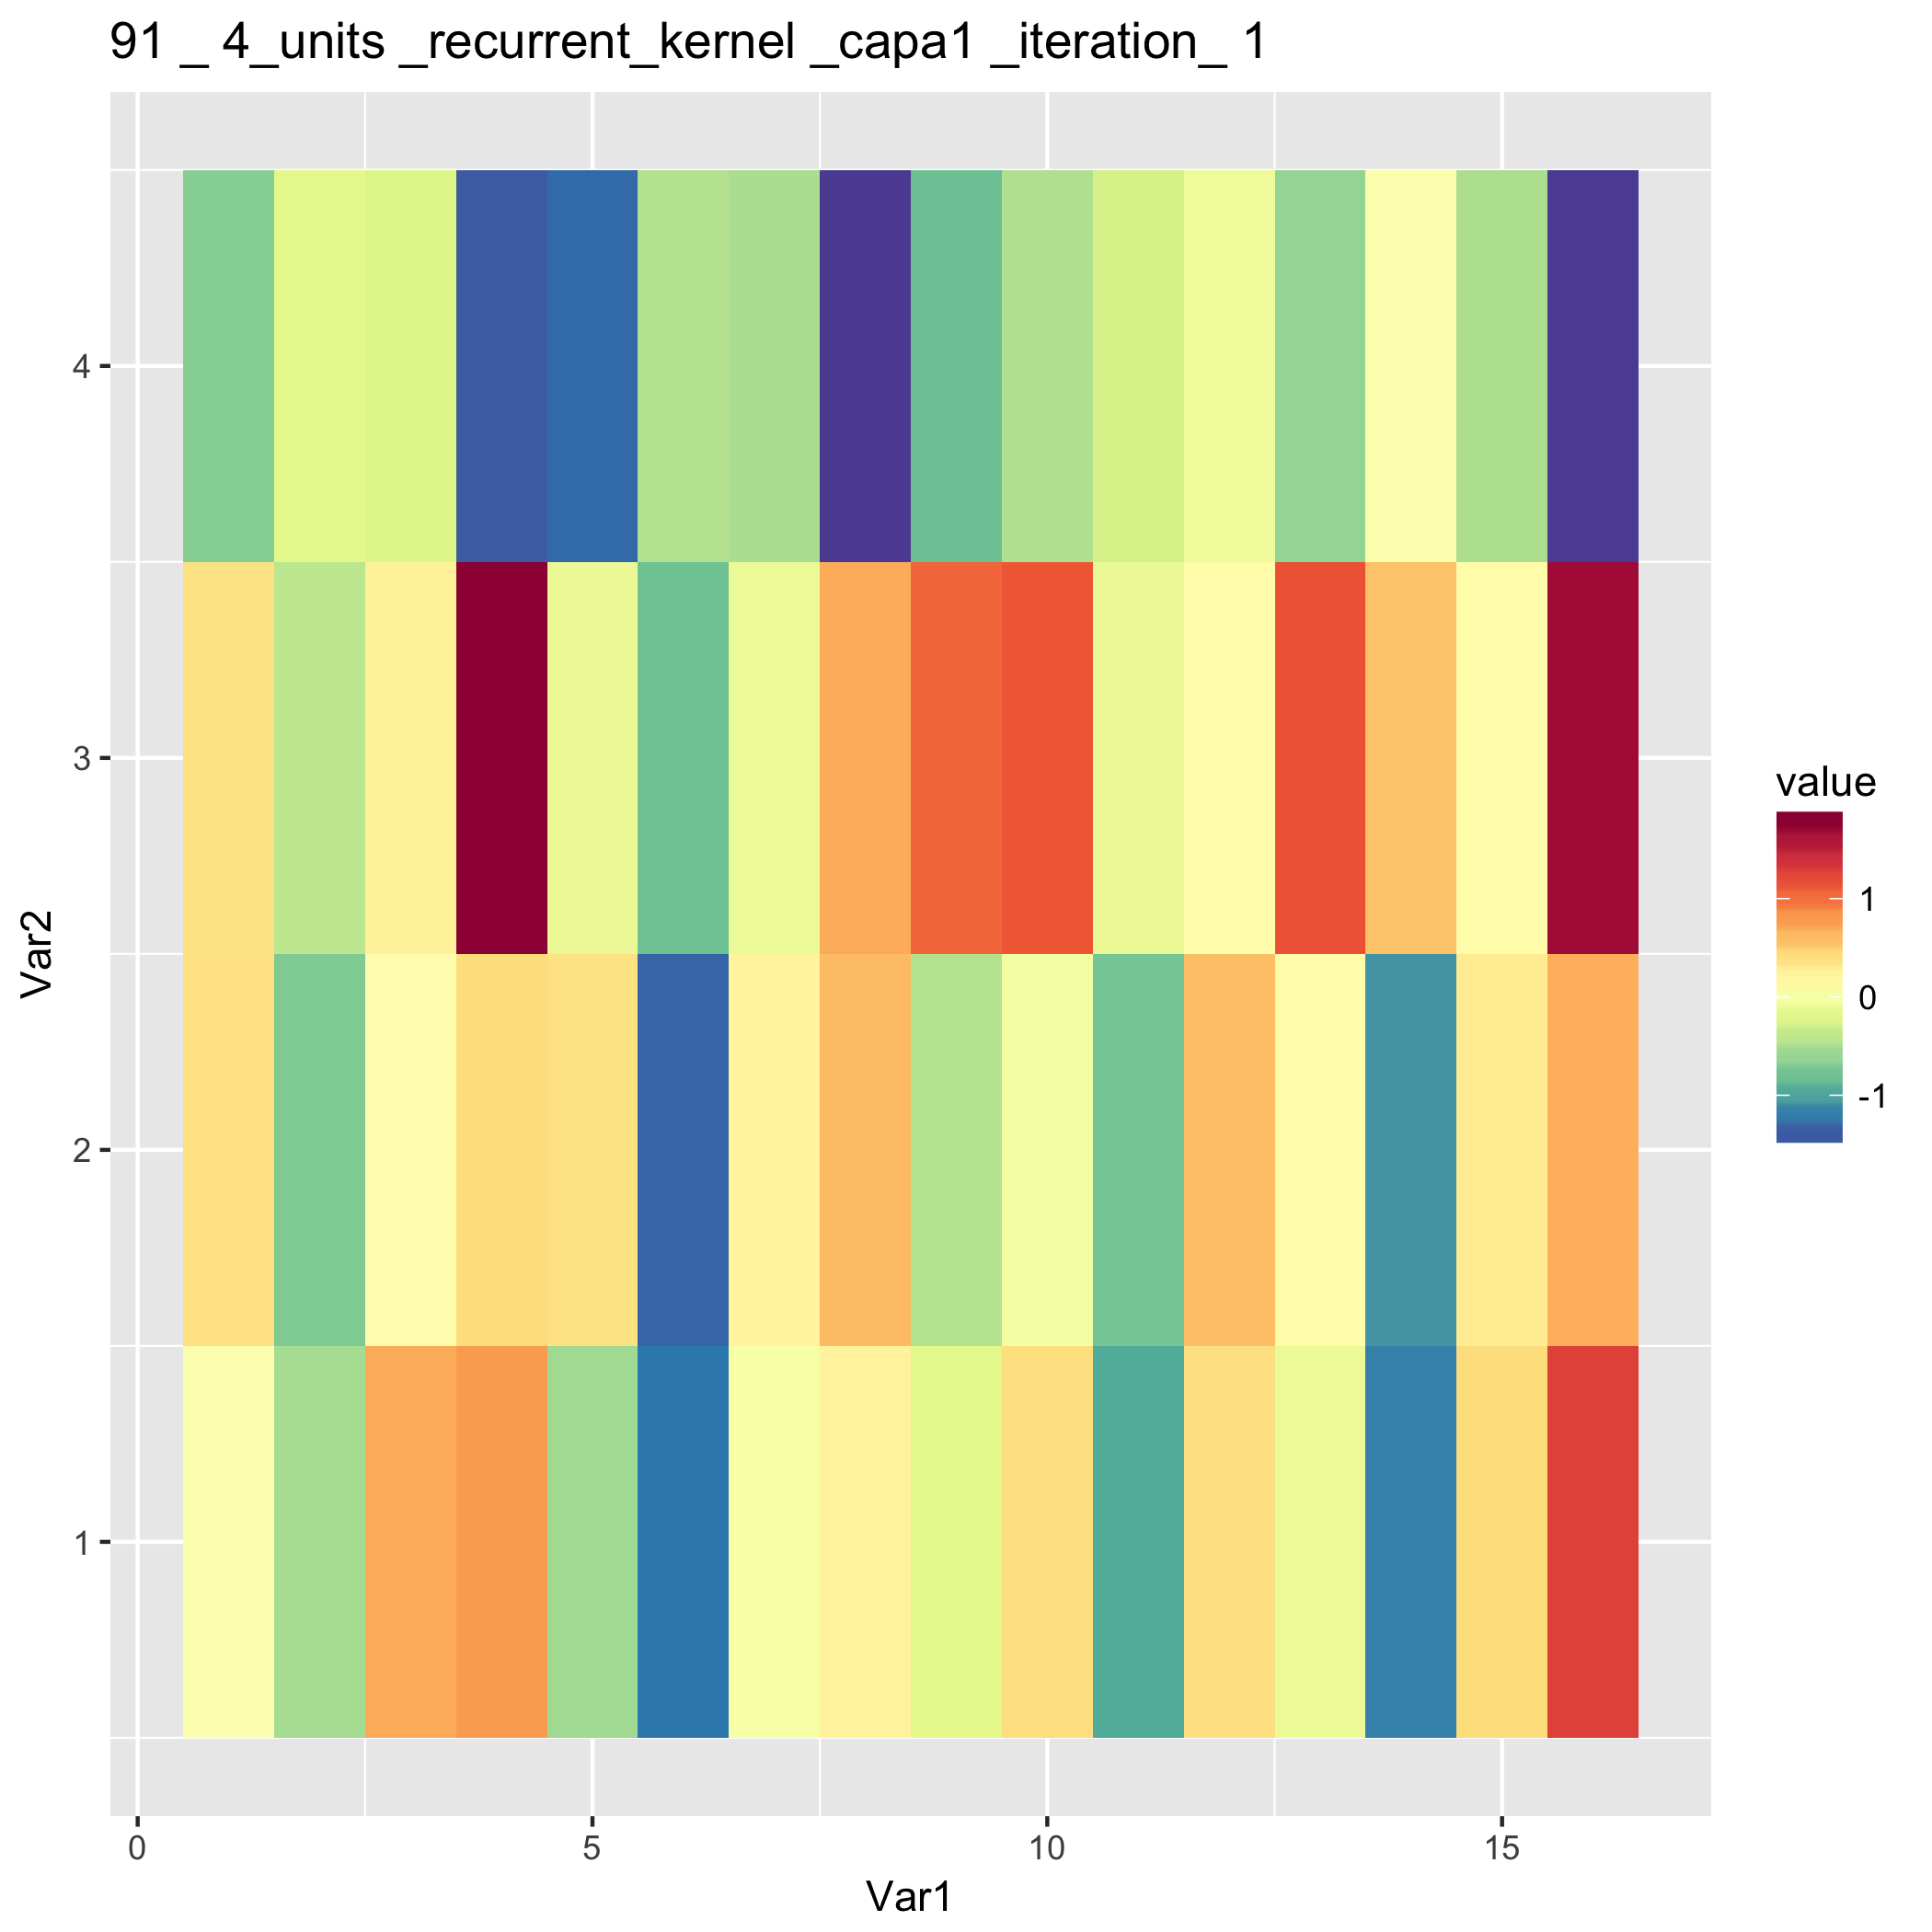 91 _ 4_units _recurrent_kernel _capa1 _iteration_ 1
Var2
4
3
2
1
0
5
10
15
Var1
value
1
0
-1